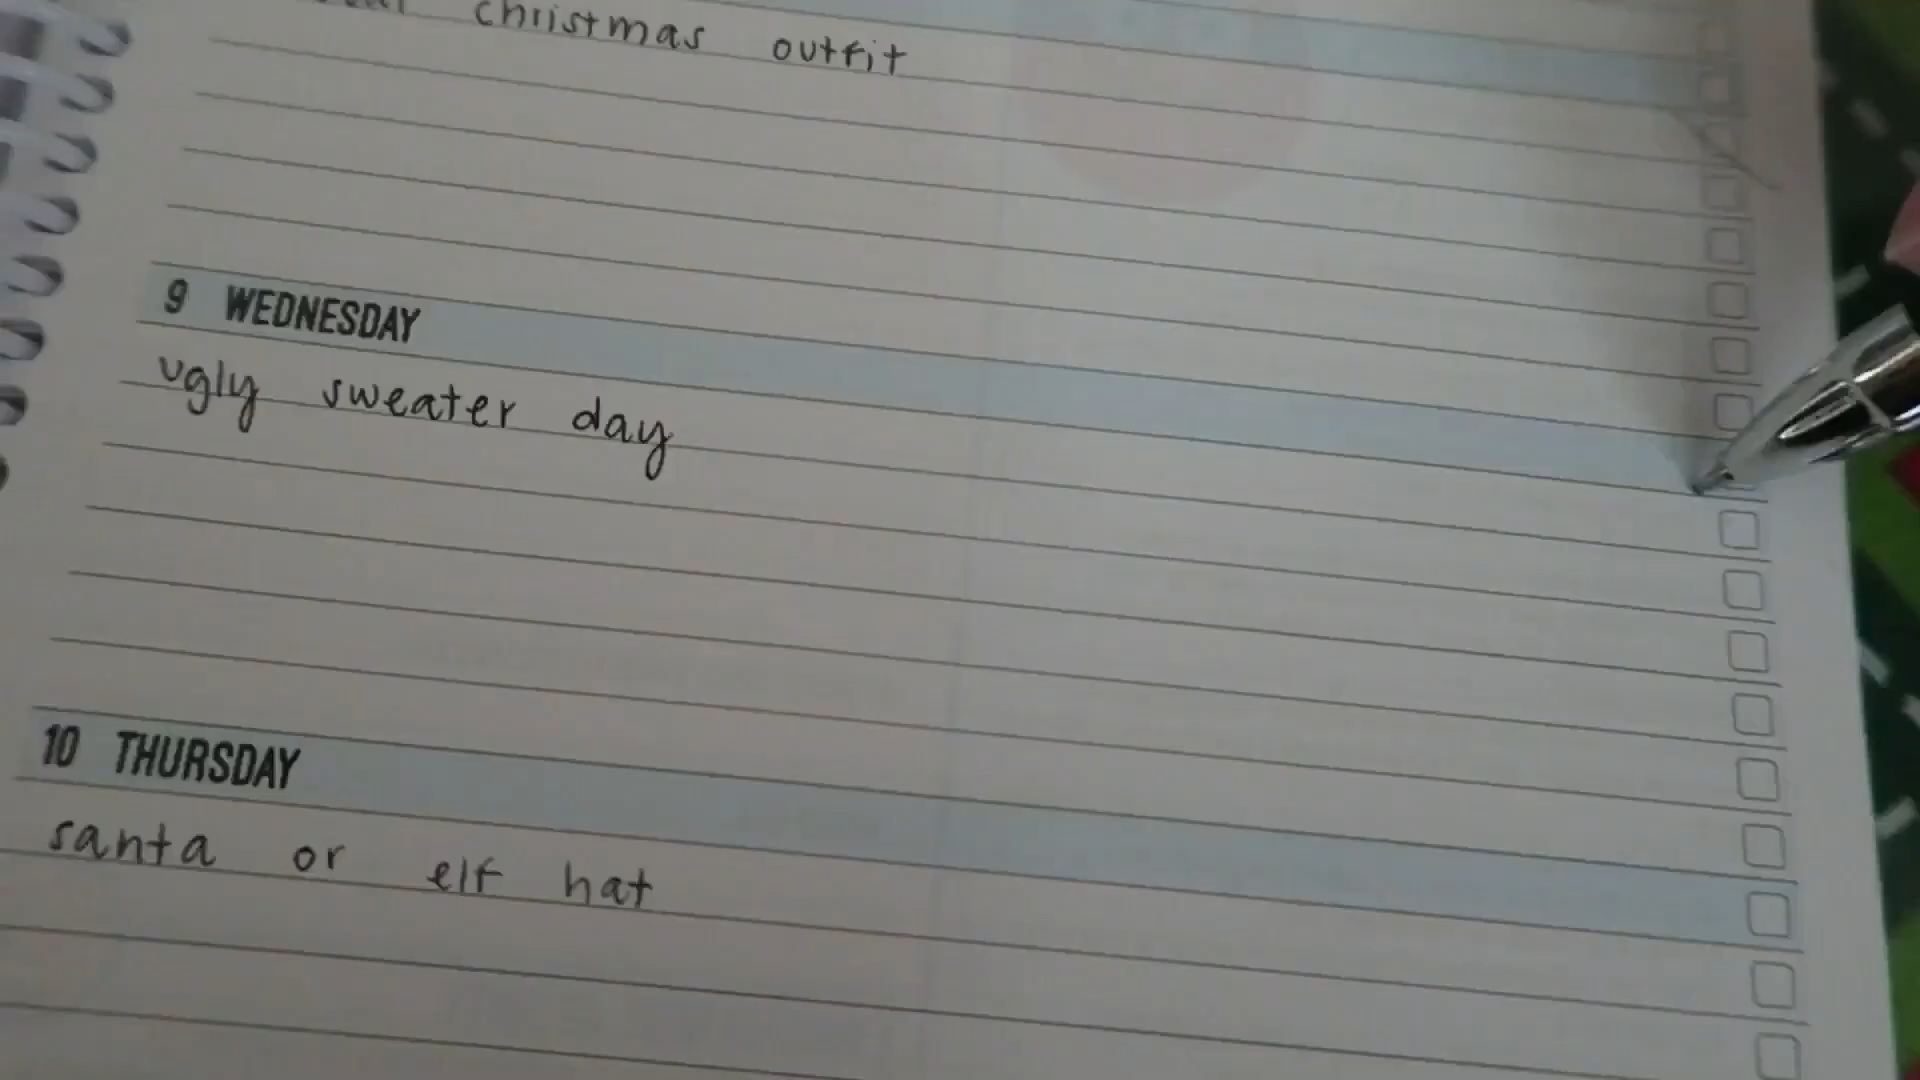 christmas outfit
9 WEDNESDAY
ugly sweater day
10 THURSDAY
santa or elf hat